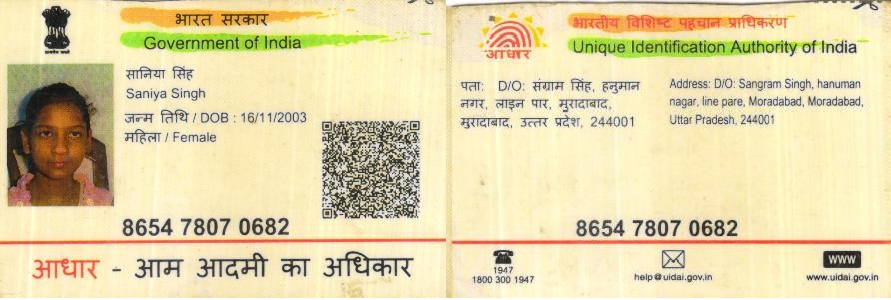 भारत सरकार
Government of India
सानिया सिंह
Saniya Singh
जन्म तिथि / DOB : 16/11/2003
महिला / Female
8654 7807 0682
आधार - आम आदमी का अधिकार
भारतीय विशिष्ट पहचान प्राधिकरण
Unique Identification Authority of India
आधार
पता: D/O: संग्राम सिंह, हनुमान
नगर, लाइन पार, मुरादाबाद,
मुरादाबाद, उत्तर प्रदेश, 244001
Address: D/O: Sangram Singh, hanuman
nagar, line pare, Moradabad, Moradabad,
Uttar Pradesh, 244001
8654 7807 0682
1947
1800 300 1947
help@uidai.gov.in
WWW
www.uidai.gov.in